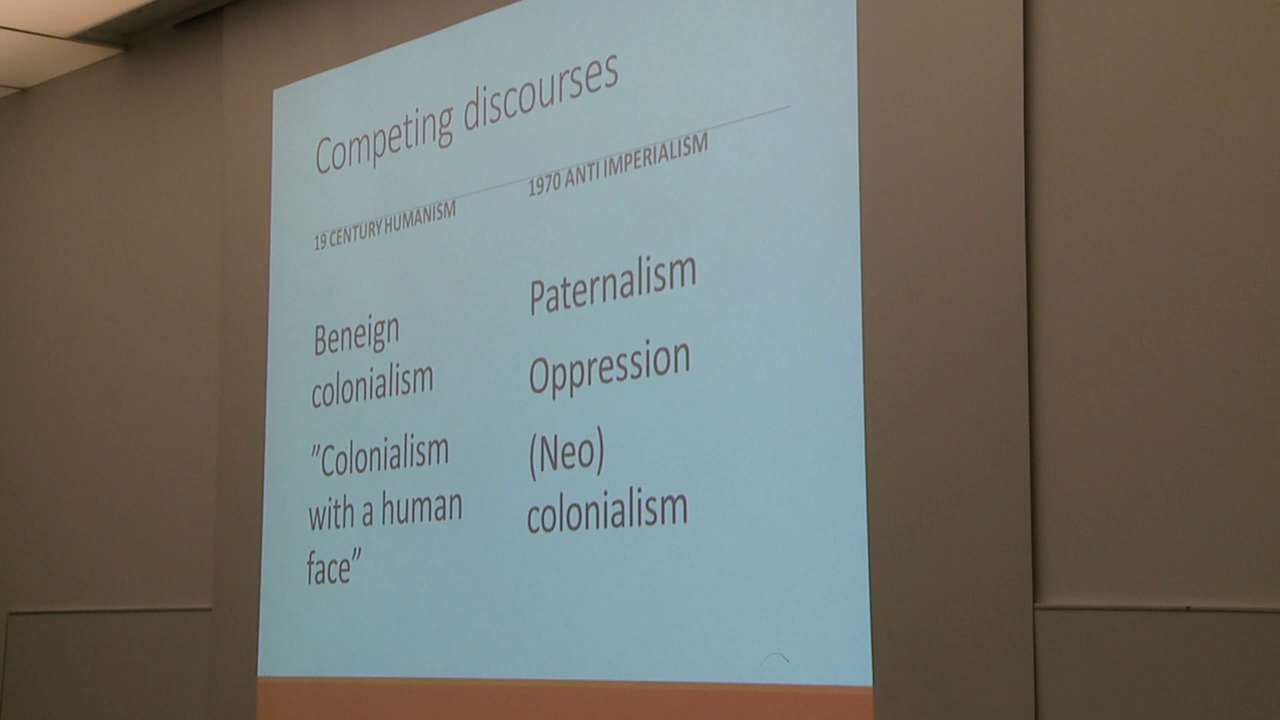 Competing discourses
19 CENTURY HUMANISM
Beneign
colonialism
”Colonialism
with a human
face”
1970 ANTI IMPERIALISM
Paternalism
Oppression
(Neo)
colonialism